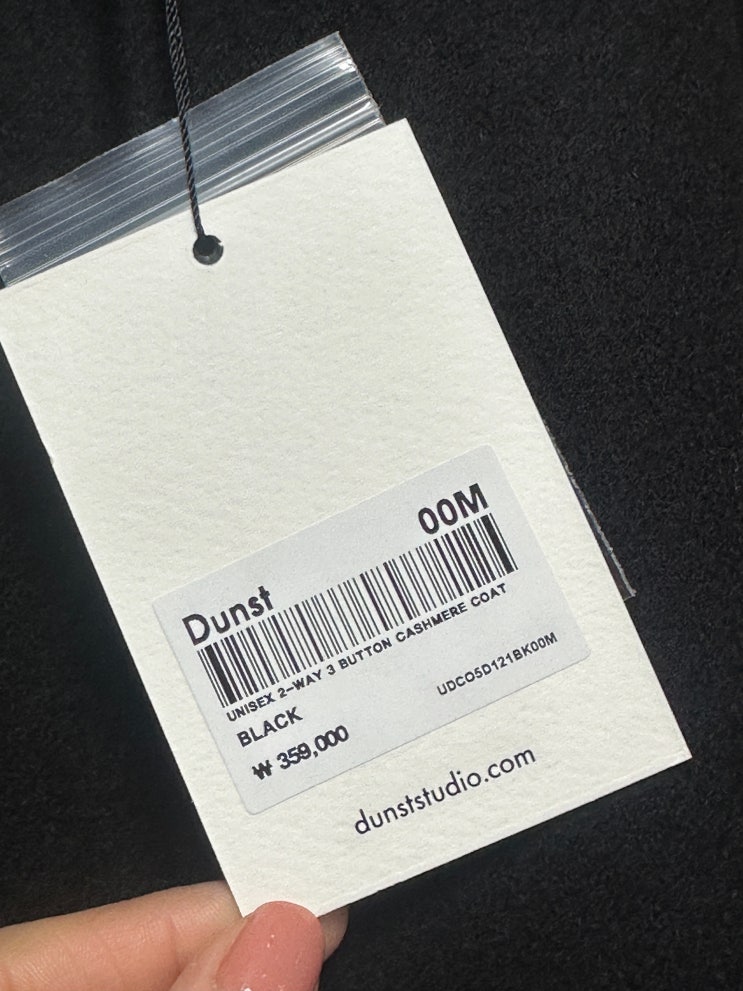 00M
Dunst
UNISEX 2-WAY 3 BUTTON CASHMERE COAT
UDCO5D121BK00M
BLACK
₩ 359,000
dunststudio.com